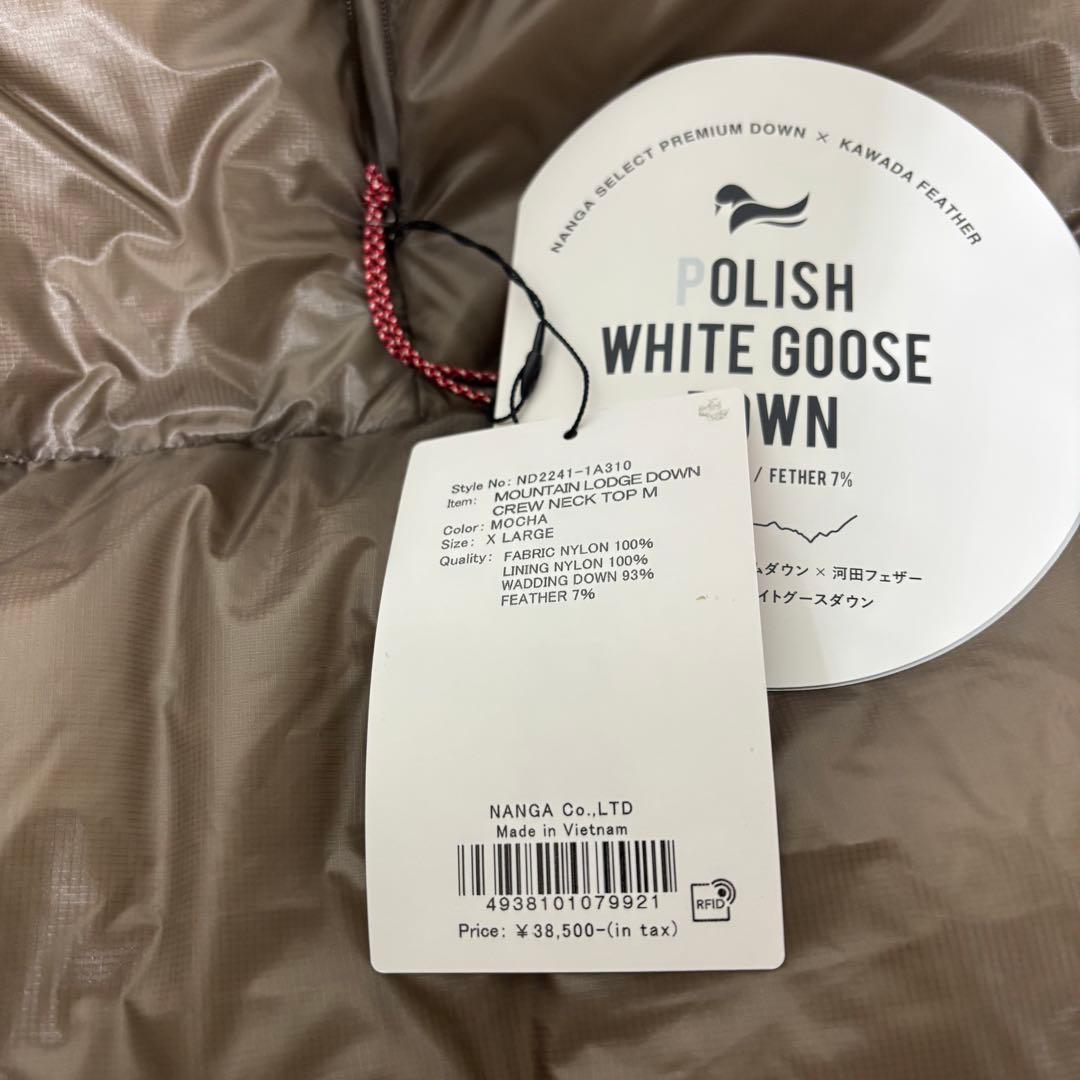 NANGA SELECT PREMIUM DOWN × KAWADA FEATHER
POLISH
WHITE GOOSE
OWN
/ FETHER 7%
ダウン × 河田フェザー
イトグースダウン
Style No: ND2241-1A310
Item: MOUNTAIN LODGE DOWN
CREW NECK TOP M
Color: MOCHA
Size: X LARGE
Quality: FABRIC NYLON 100%
LINING NYLON 100%
WADDING DOWN 93%
FEATHER 7%
NANGA Co.,LTD
Made in Vietnam
4938101079921
RFID
Price: ¥38,500-(in tax)